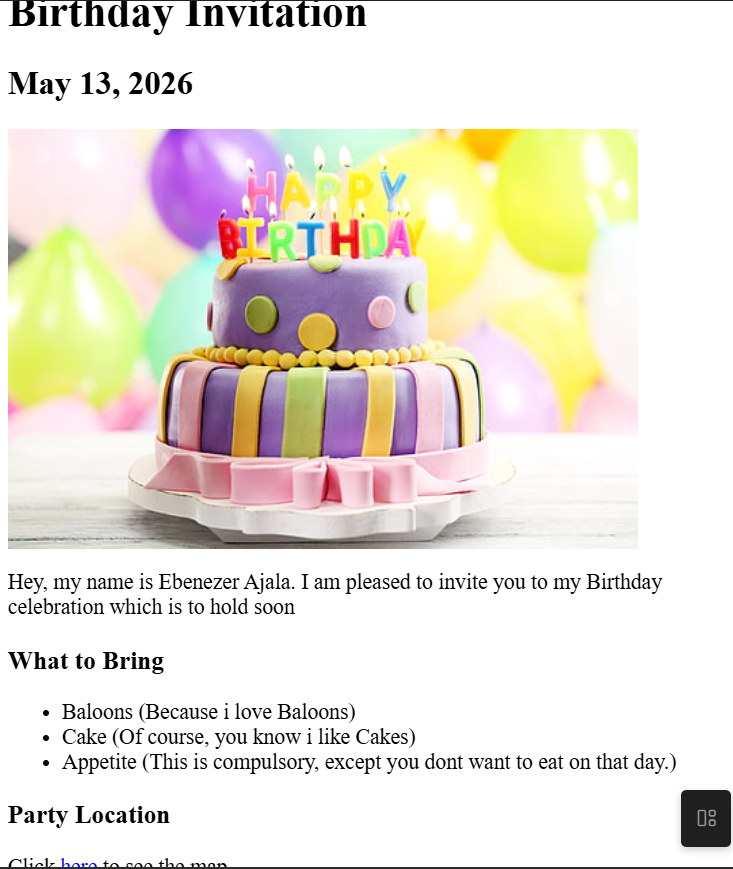 Birthday Invitation
May 13, 2026
HAPPY
BIRTHDAY
Hey, my name is Ebenezer Ajala. I am pleased to invite you to my Birthday
celebration which is to hold soon
What to Bring
Baloons (Because i love Baloons)
Cake (Of course, you know i like Cakes)
Appetite (This is compulsory, except you dont want to eat on that day.)
Party Location
Click here to see the map